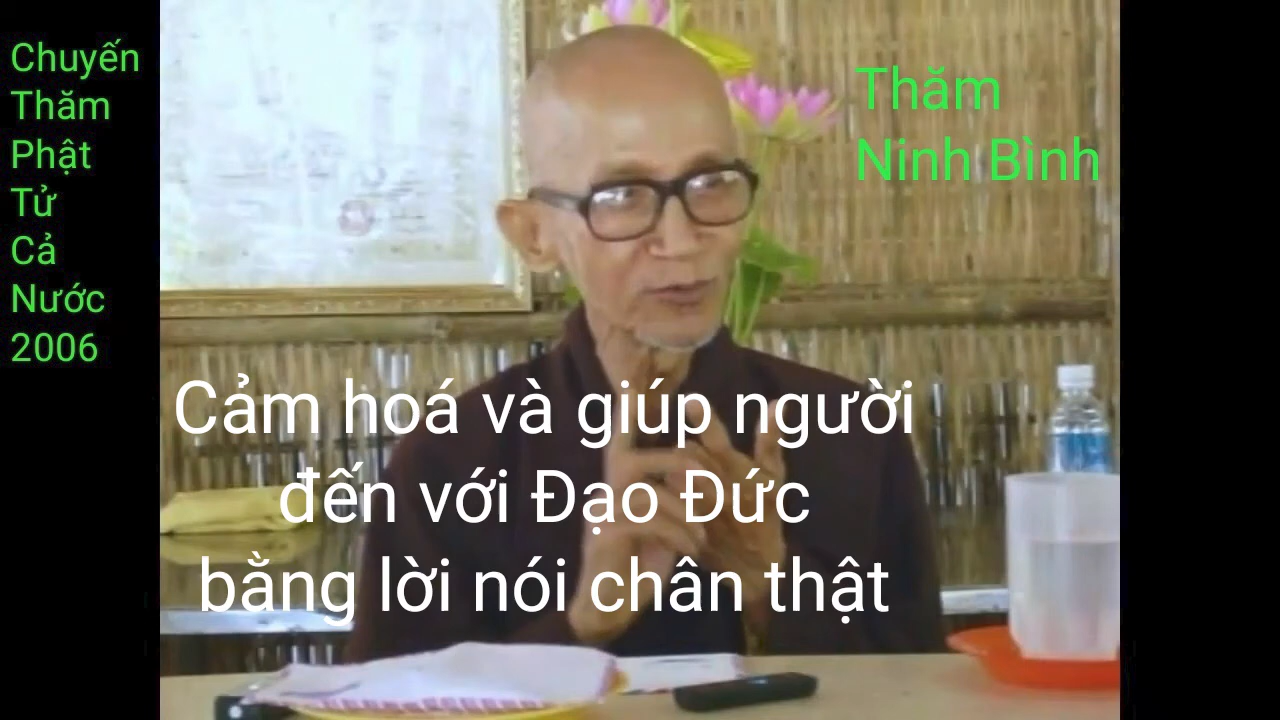 Chuyến
Thăm
Phật
Tử
Cả
Nước
2006
Thăm
Ninh Bình
Cảm hoá và giúp người
đến với Đạo Đức
bằng lời nói chân thật